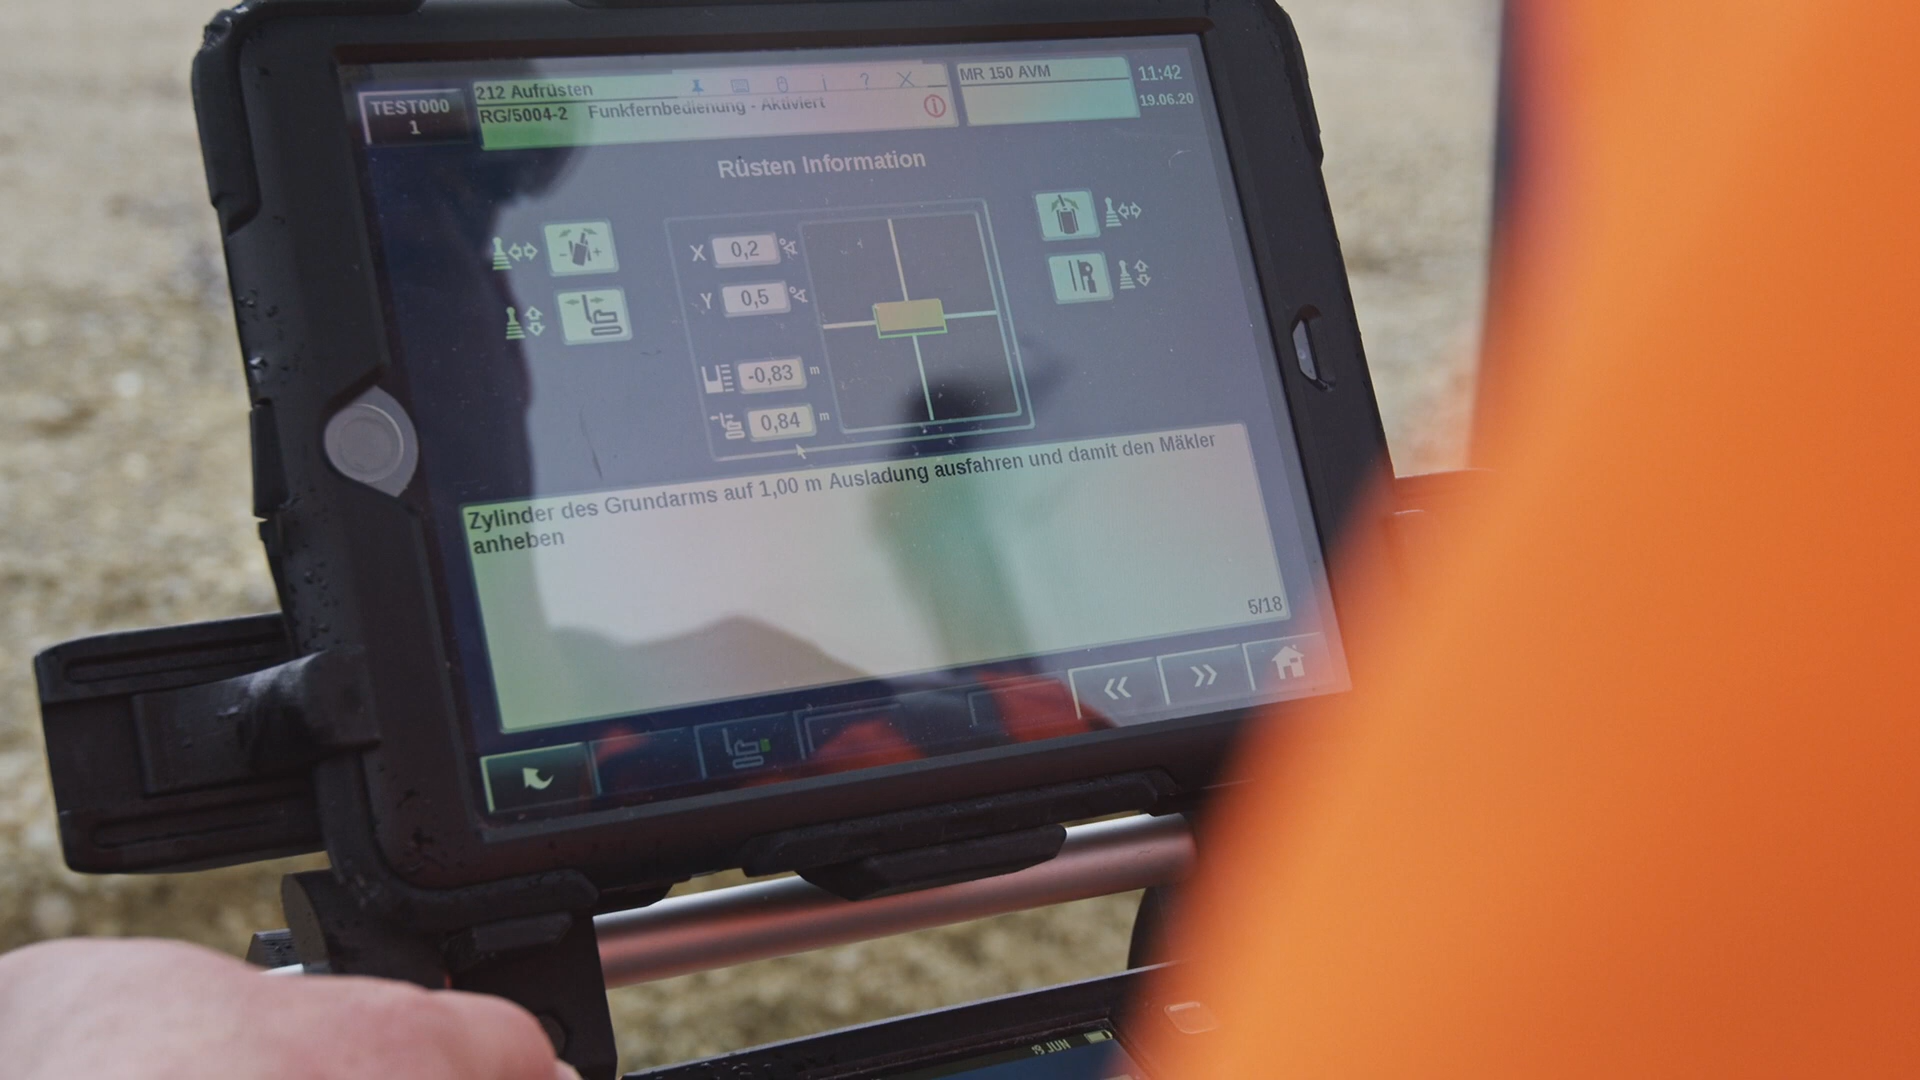 TEST000
1
212 Aufrüsten
RG/5004-2 Funkfernbedienung - Aktiviert
MR 150 AVM
11:42
19.06.20
Rüsten Information
X 0,2
Y 0,5
-0,83 m
0,84 m
Zylinder des Grundarms auf 1,00 m Ausladung ausfahren und damit den Mäkler
anheben
5/18
19 JUN